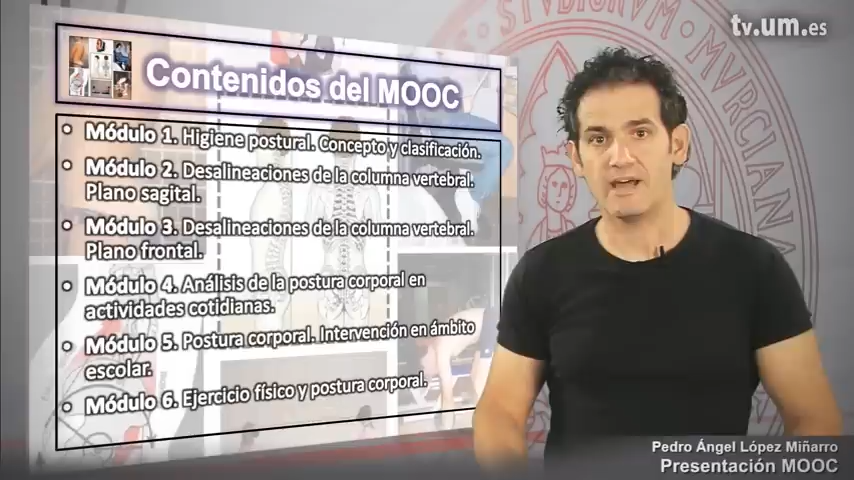 tv.um.es
Contenidos del MOOC
• Módulo 1. Higiene postural. Concepto y clasificación.
• Módulo 2. Desalineaciones de la columna vertebral.
Plano sagital.
• Módulo 3. Desalineaciones de la columna vertebral.
Plano frontal.
• Módulo 4. Análisis de la postura corporal en
actividades cotidianas.
• Módulo 5. Postura corporal. Intervención en ámbito
escolar.
• Módulo 6. Ejercicio físico y postura corporal.
MVRCIANA
Pedro Ángel López Miñarro
Presentación MOOC